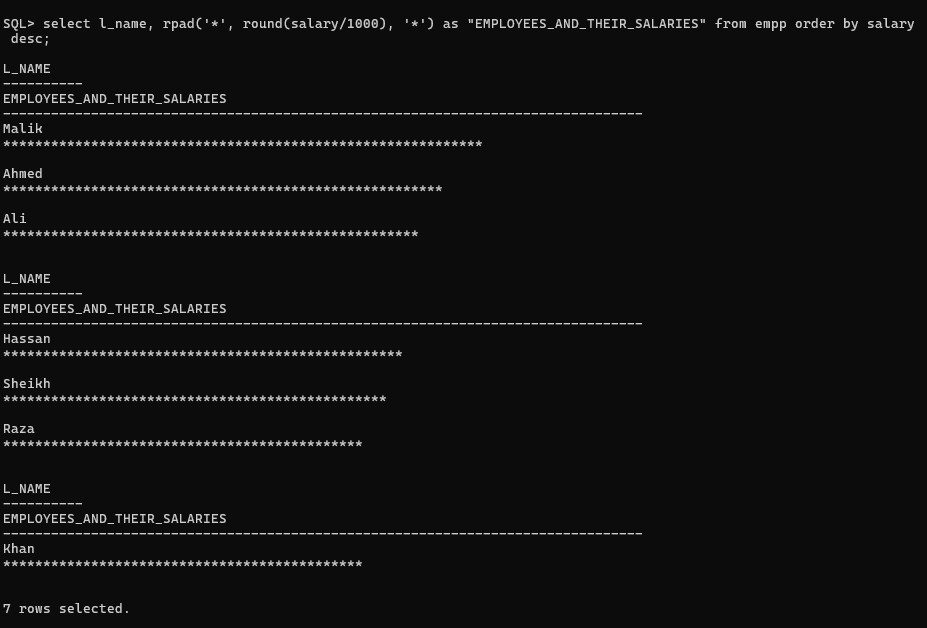 SQL> select l_name, rpad('*', round(salary/1000), '*') as "EMPLOYEES_AND_THEIR_SALARIES" from empp order by salary
 desc;
L_NAME
----------
EMPLOYEES_AND_THEIR_SALARIES
--------------------------------------------------------------------------------
Malik
************************************************************
Ahmed
*******************************************************
Ali
****************************************************
L_NAME
----------
EMPLOYEES_AND_THEIR_SALARIES
--------------------------------------------------------------------------------
Hassan
**************************************************
Sheikh
************************************************
Raza
*********************************************
L_NAME
----------
EMPLOYEES_AND_THEIR_SALARIES
--------------------------------------------------------------------------------
Khan
*********************************************
7 rows selected.